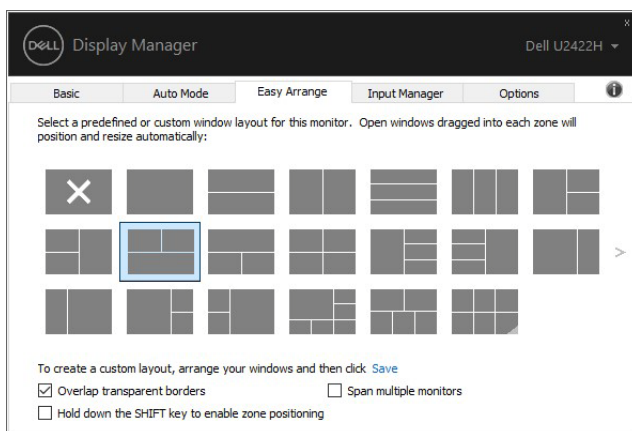 DELL Display Manager Dell U2422H
Basic Auto Mode Easy Arrange Input Manager Options
Select a predefined or custom window layout for this monitor. Open windows dragged into each zone will
position and resize automatically:
To create a custom layout, arrange your windows and then click Save
Overlap transparent borders Span multiple monitors
Hold down the SHIFT key to enable zone positioning